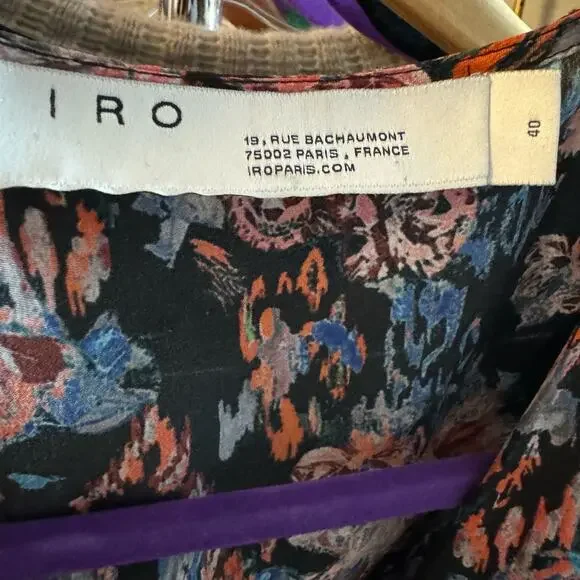 IRO
19, RUE BACHAUMONT
75002 PARIS, FRANCE
IROPARIS.COM
40